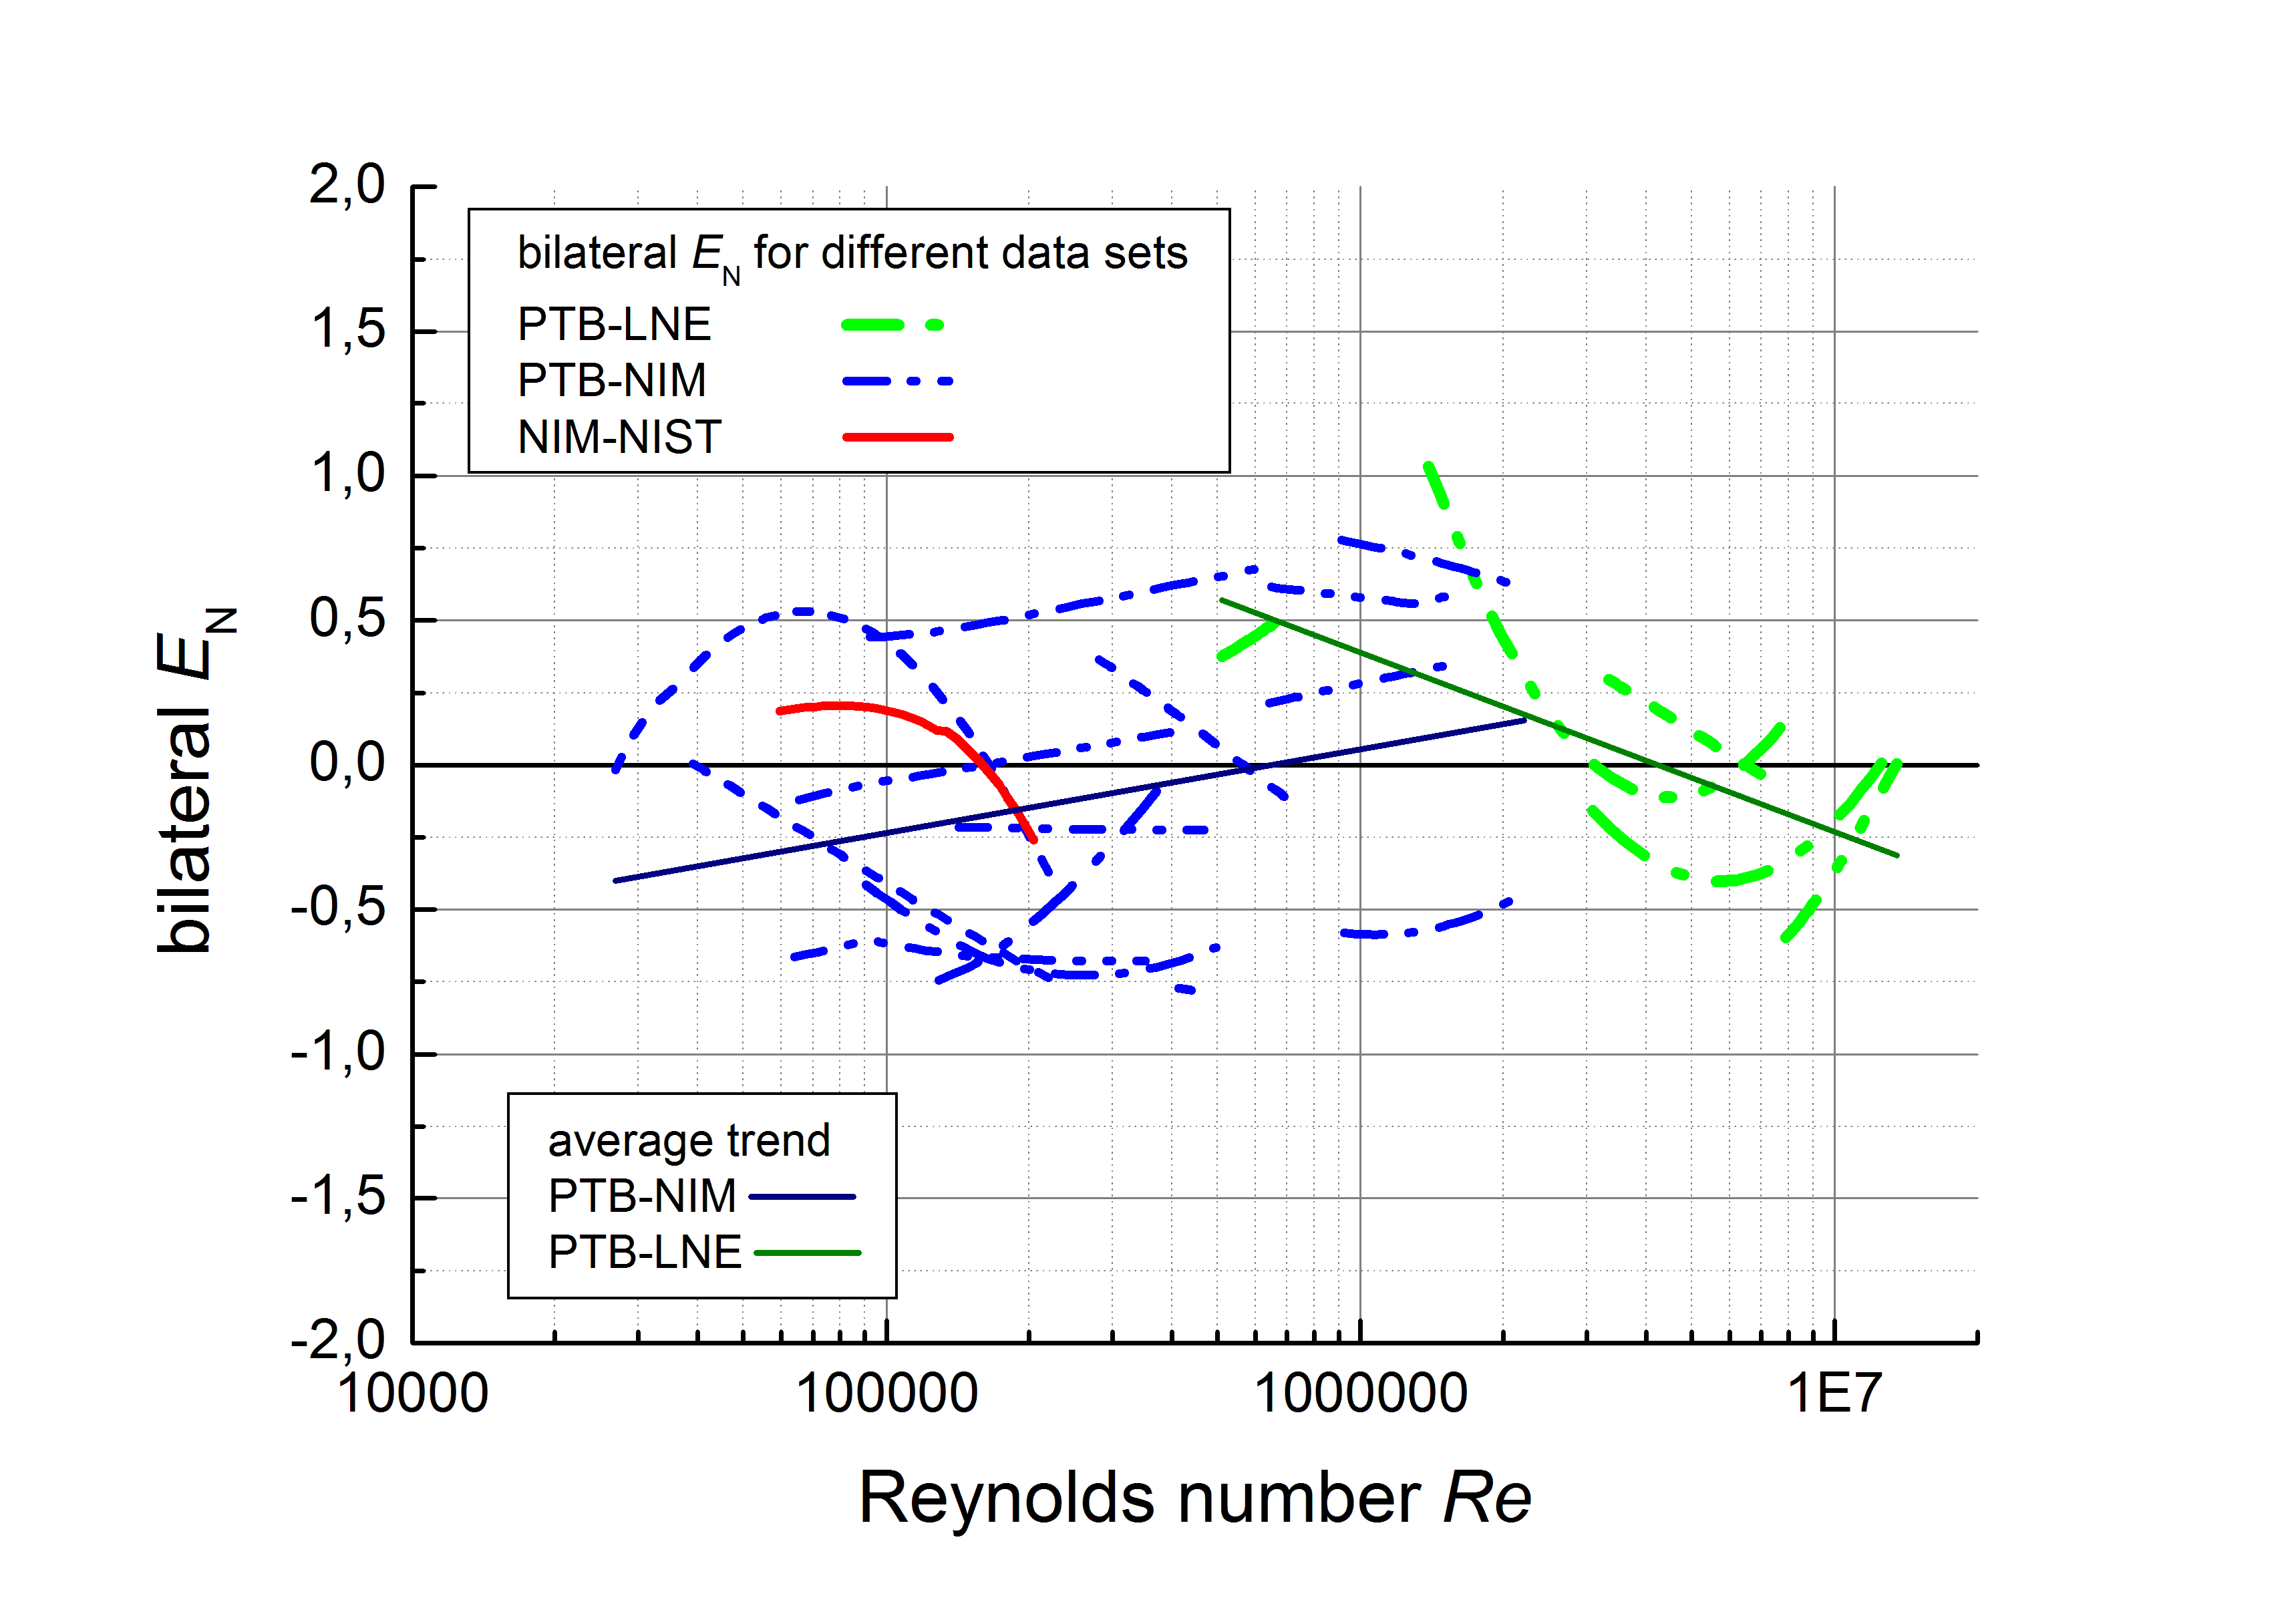 2,0
1,5
1,0
0,5
0,0
-0,5
-1,0
-1,5
-2,0
bilateral EN
bilateral EN for different data sets
PTB-LNE
PTB-NIM
NIM-NIST
average trend
PTB-NIM
PTB-LNE
10000 100000 1000000 1E7
Reynolds number Re